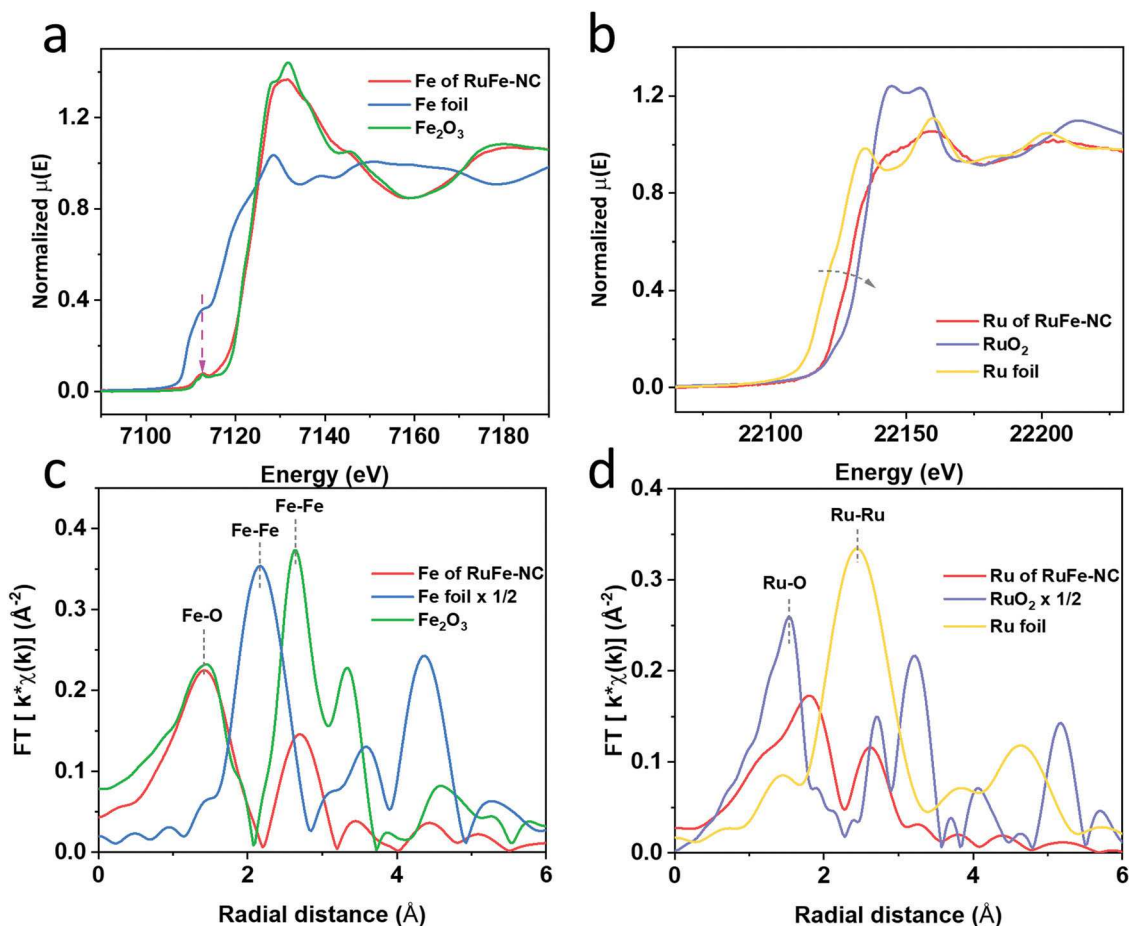 a
Normalized μ(E)
1.2
0.8
0.4
0.0
Fe of RuFe-NC
Fe foil
Fe₂O₃
7100 7120 7140 7160 7180
Energy (eV)
b
Normalized μ(E)
1.2
0.8
0.4
0.0
Ru of RuFe-NC
RuO₂
Ru foil
22100 22150 22200
Energy (eV)
c
FT [ k*χ(k)] (Å⁻²)
0.4
0.3
0.2
0.1
0.0
Fe-Fe
Fe-Fe
Fe-O
Fe of RuFe-NC
Fe foil x 1/2
Fe₂O₃
0 2 4 6
Radial distance (Å)
d
FT [ k*χ(k)] (Å⁻²)
0.4
0.3
0.2
0.1
0.0
Ru-Ru
Ru-O
Ru of RuFe-NC
RuO₂ x 1/2
Ru foil
0 2 4 6
Radial distance (Å)